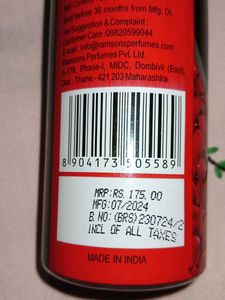 Best before 36 months from Mfg. Dt.
For Suggestion & Complaint :
Customer Care : 09820599044
E-mail : info@ramsonsperfumes.com
Ramsons Perfumes Pvt. Ltd.
A-178, Phase-I, MIDC, Dombivli (East),
Dist.: Thane - 421 203 Maharashtra
8 904173 505589
MRP:RS. 175.00
MFG:07/2024
B.NO:(BRS)230724/2
INCL OF ALL TAXES
MADE IN INDIA